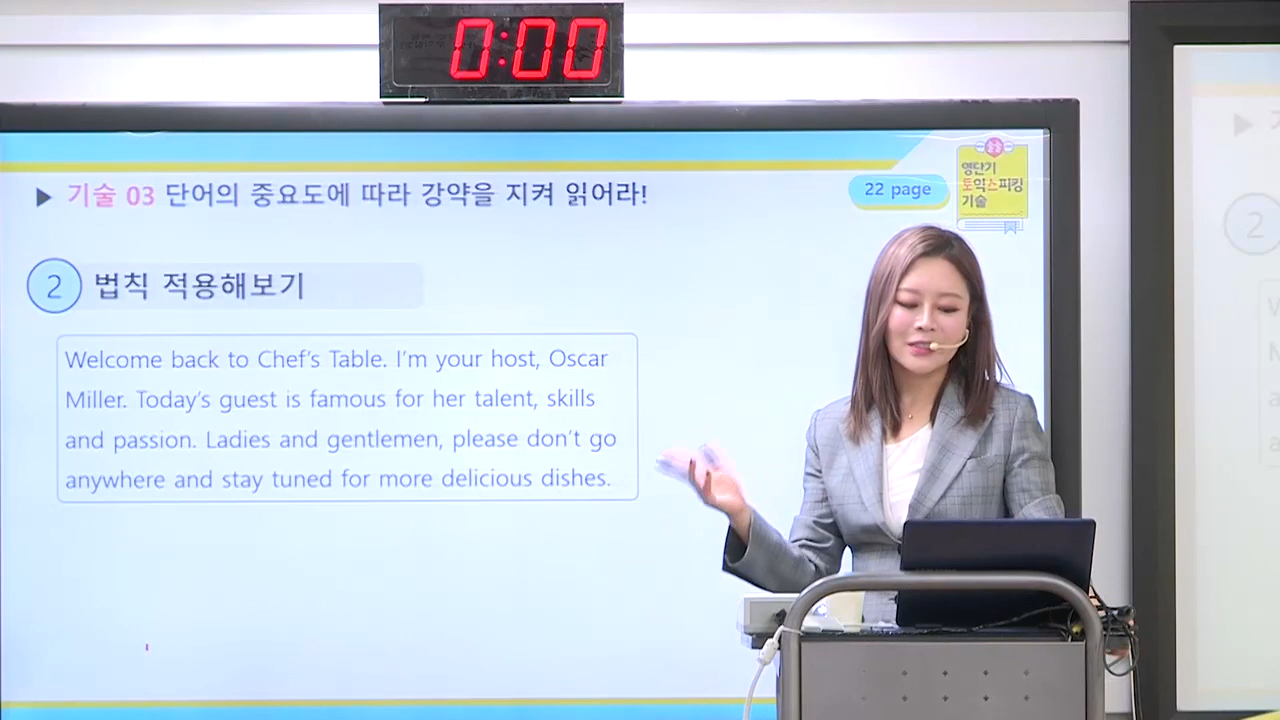 0:00
▶ 기술 03 단어의 중요도에 따라 강약을 지켜 읽어라!
22 page
영단기
토익스피킹
기술
2 법칙 적용해보기
Welcome back to Chef's Table. I'm your host, Oscar
Miller. Today's guest is famous for her talent, skills
and passion. Ladies and gentlemen, please don't go
anywhere and stay tuned for more delicious dishes.
2